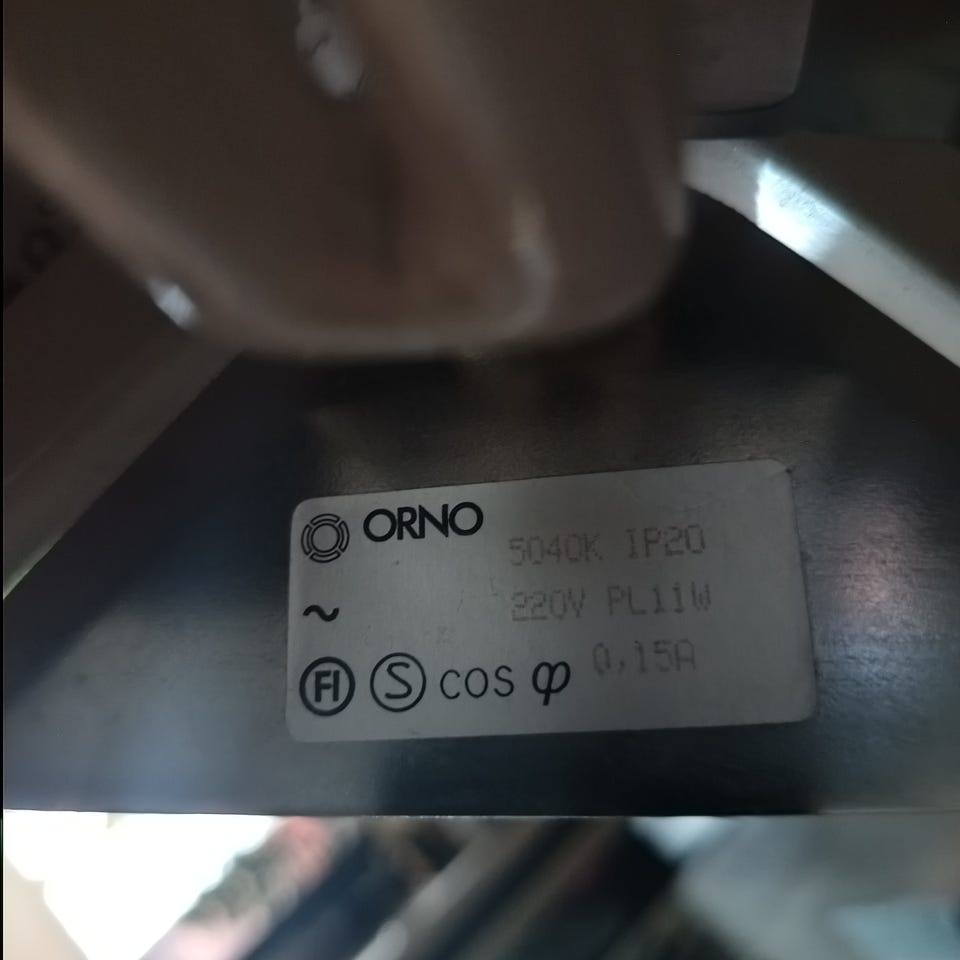 ORNO
5040K IP20
~ 220V PL11W
FI S cos φ 0,15A